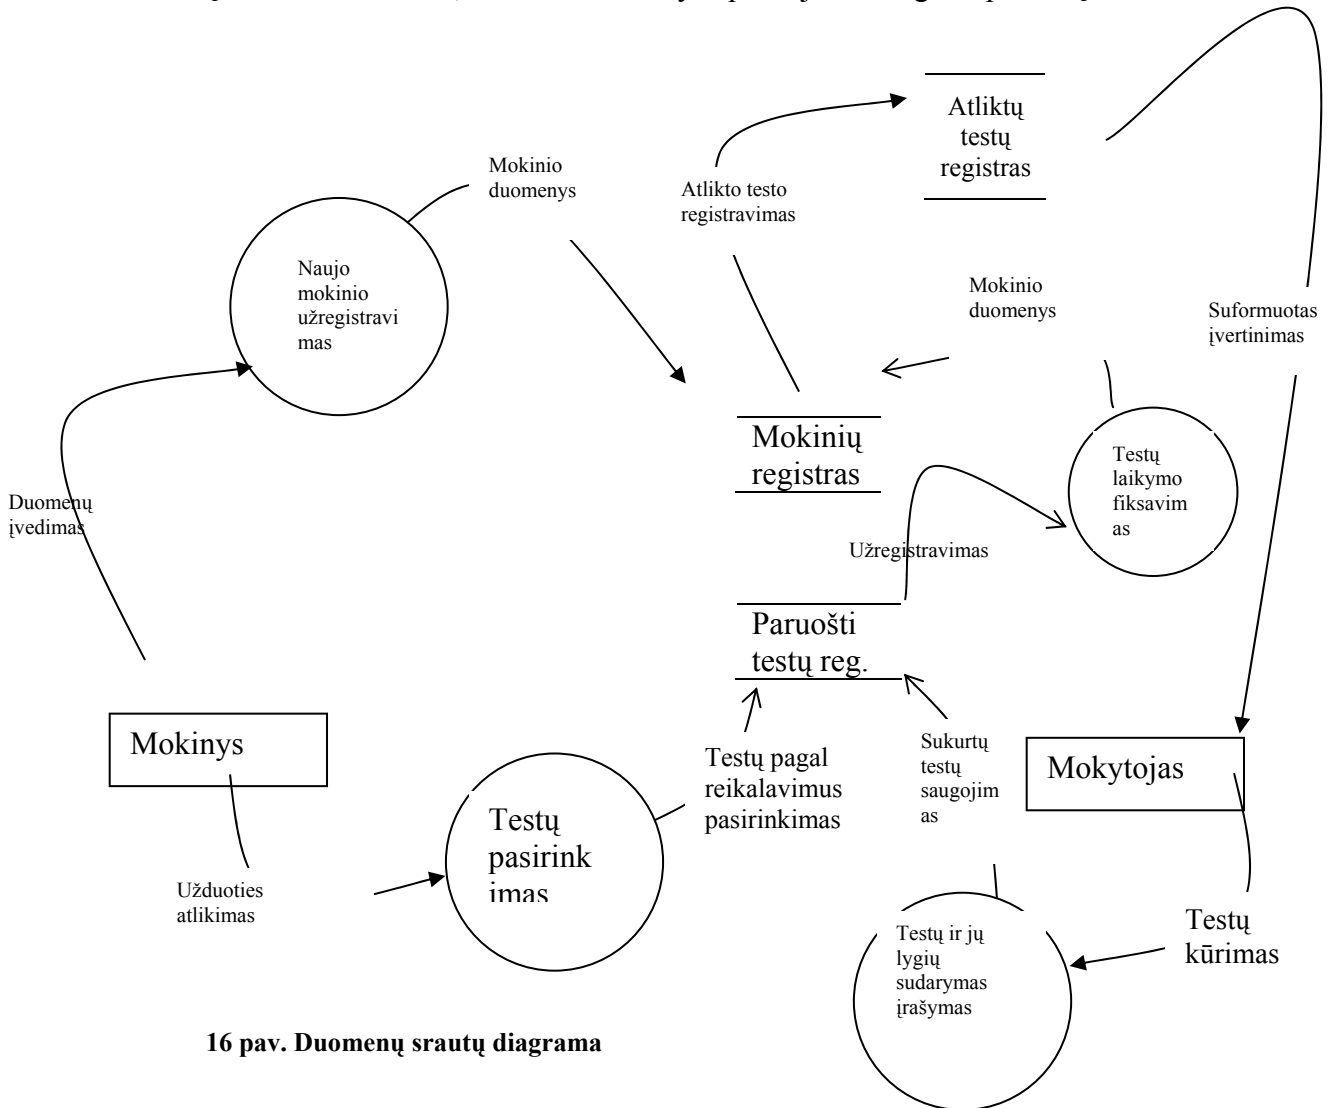 Atliktų
testų
registras
Mokinio
duomenys
Atlikto testo
registravimas
Naujo
mokinio
užregistravi
mas
Mokinio
duomenys
Suformuotas
įvertinimas
Mokinių
registras
Testų
laikymo
fiksavim
as
Duomenų
įvedimas
Užregistravimas
Paruošti
testų reg.
Mokinys
Testų pagal
reikalavimus
pasirinkimas
Sukurtų
testų
saugojim
as
Mokytojas
Testų
pasirink
imas
Užduoties
atlikimas
Testų ir jų
lygių
sudarymas
įrašymas
Testų
kūrimas
16 pav. Duomenų srautų diagrama